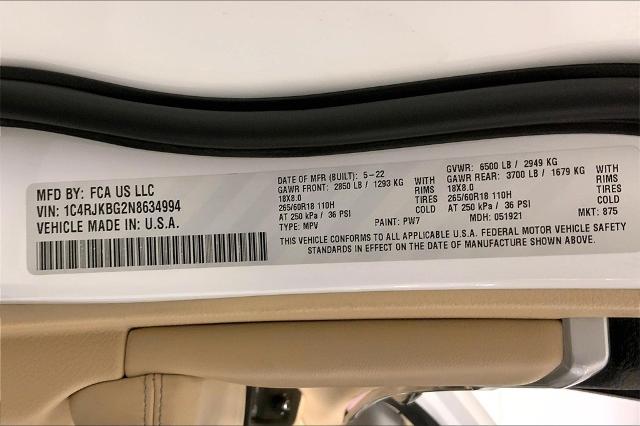 MFD BY: FCA US LLC
VIN: 1C4RJKBG2N8634994
VEHICLE MADE IN: U.S.A.
DATE OF MFR (BUILT): 5-22
GAWR FRONT: 2850 LB / 1293 KG WITH
18X8.0 RIMS
265/60R18 110H TIRES
AT 250 kPa / 36 PSI COLD
TYPE: MPV PAINT: PW7
GVWR: 6500 LB / 2949 KG
GAWR REAR: 3700 LB / 1679 KG WITH
18X8.0 RIMS
265/60R18 110H TIRES
AT 250 kPa / 36 PSI COLD
MDH: 051921 MKT: 875
THIS VEHICLE CONFORMS TO ALL APPLICABLE U.S.A. FEDERAL MOTOR VEHICLE SAFETY
STANDARDS IN EFFECT ON THE DATE OF MANUFACTURE SHOWN ABOVE.